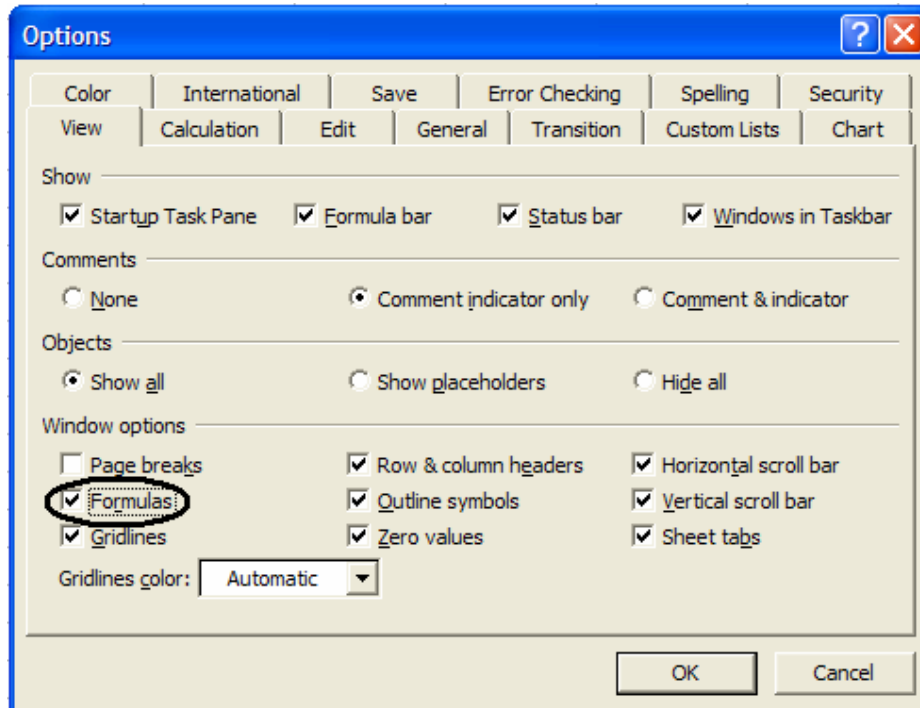 Options
Color International Save Error Checking Spelling Security
View Calculation Edit General Transition Custom Lists Chart
Show
Startup Task Pane Formula bar Status bar Windows in Taskbar
Comments
None Comment indicator only Comment & indicator
Objects
Show all Show placeholders Hide all
Window options
Page breaks Row & column headers Horizontal scroll bar
Formulas Outline symbols Vertical scroll bar
Gridlines Zero values Sheet tabs
Gridlines color: Automatic
OK Cancel